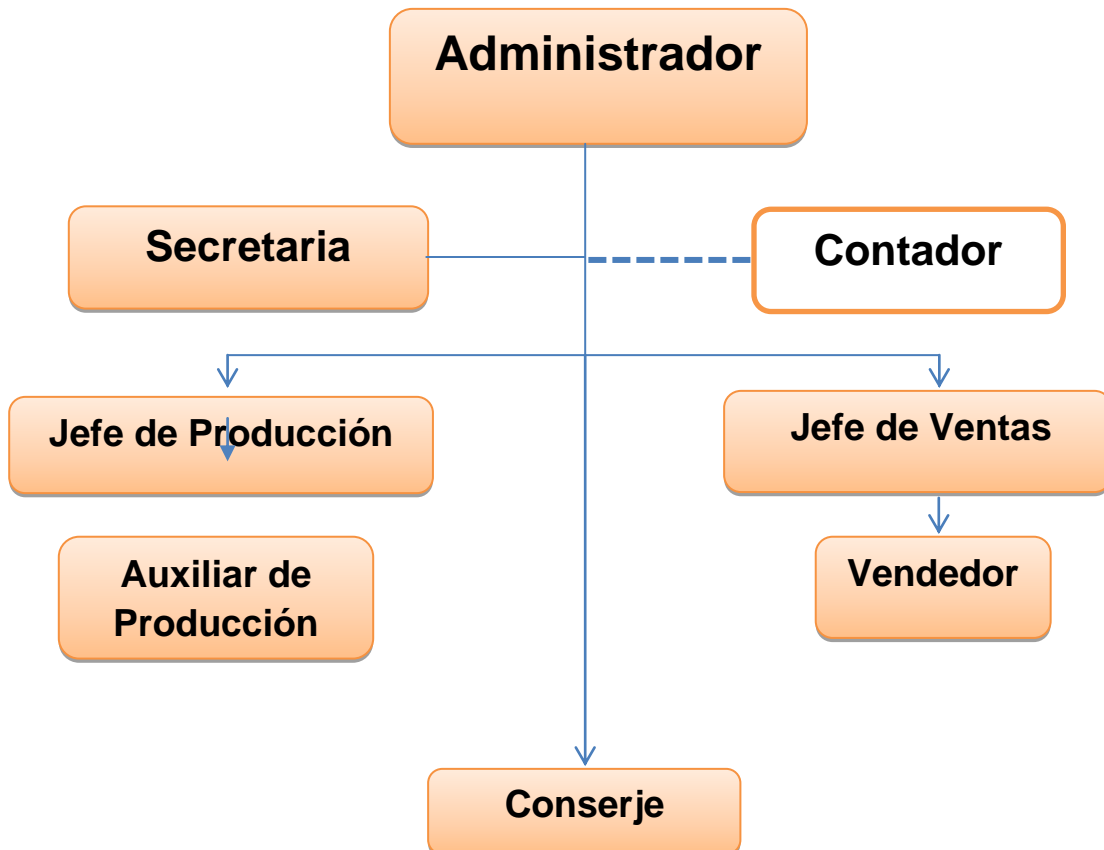 Administrador
Secretaria
Contador
Jefe de Producción
Jefe de Ventas
Auxiliar de
Producción
Vendedor
Conserje